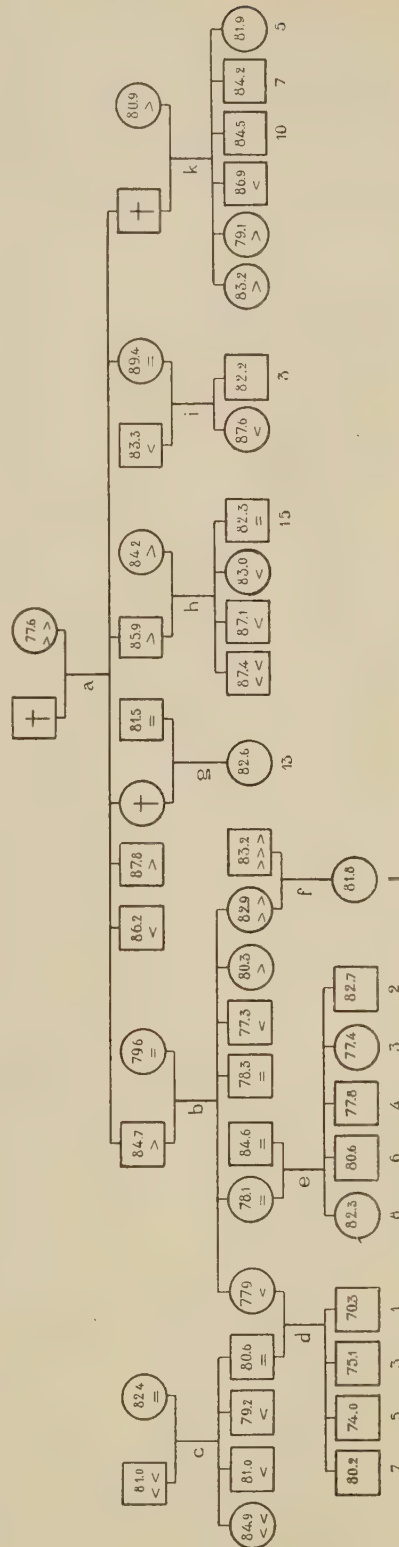 † 77.6
>>
a
81.0 82.4 84.7 79.6 86.2 87.8 † 81.5 85.9 84.2 83.3 89.4 † 80.9
<< = > = < > = > > < = >
c b g h i k
84.9 81.0 79.2 80.6 77.9 78.1 84.6 78.3 77.3 80.3 82.9 83.2 82.6 87.4 87.1 83.0 82.3 87.6 82.2 83.2 79.1 86.9 84.5 84.2 81.9
<< < < = < = = = < > >> >>> << < < = < > > <
13 15 3 10 7 5
d e f
80.2 74.0 75.1 70.3 82.3 80.6 77.8 77.4 82.7 81.8
7 5 3 1 8 6 4 3 2 11